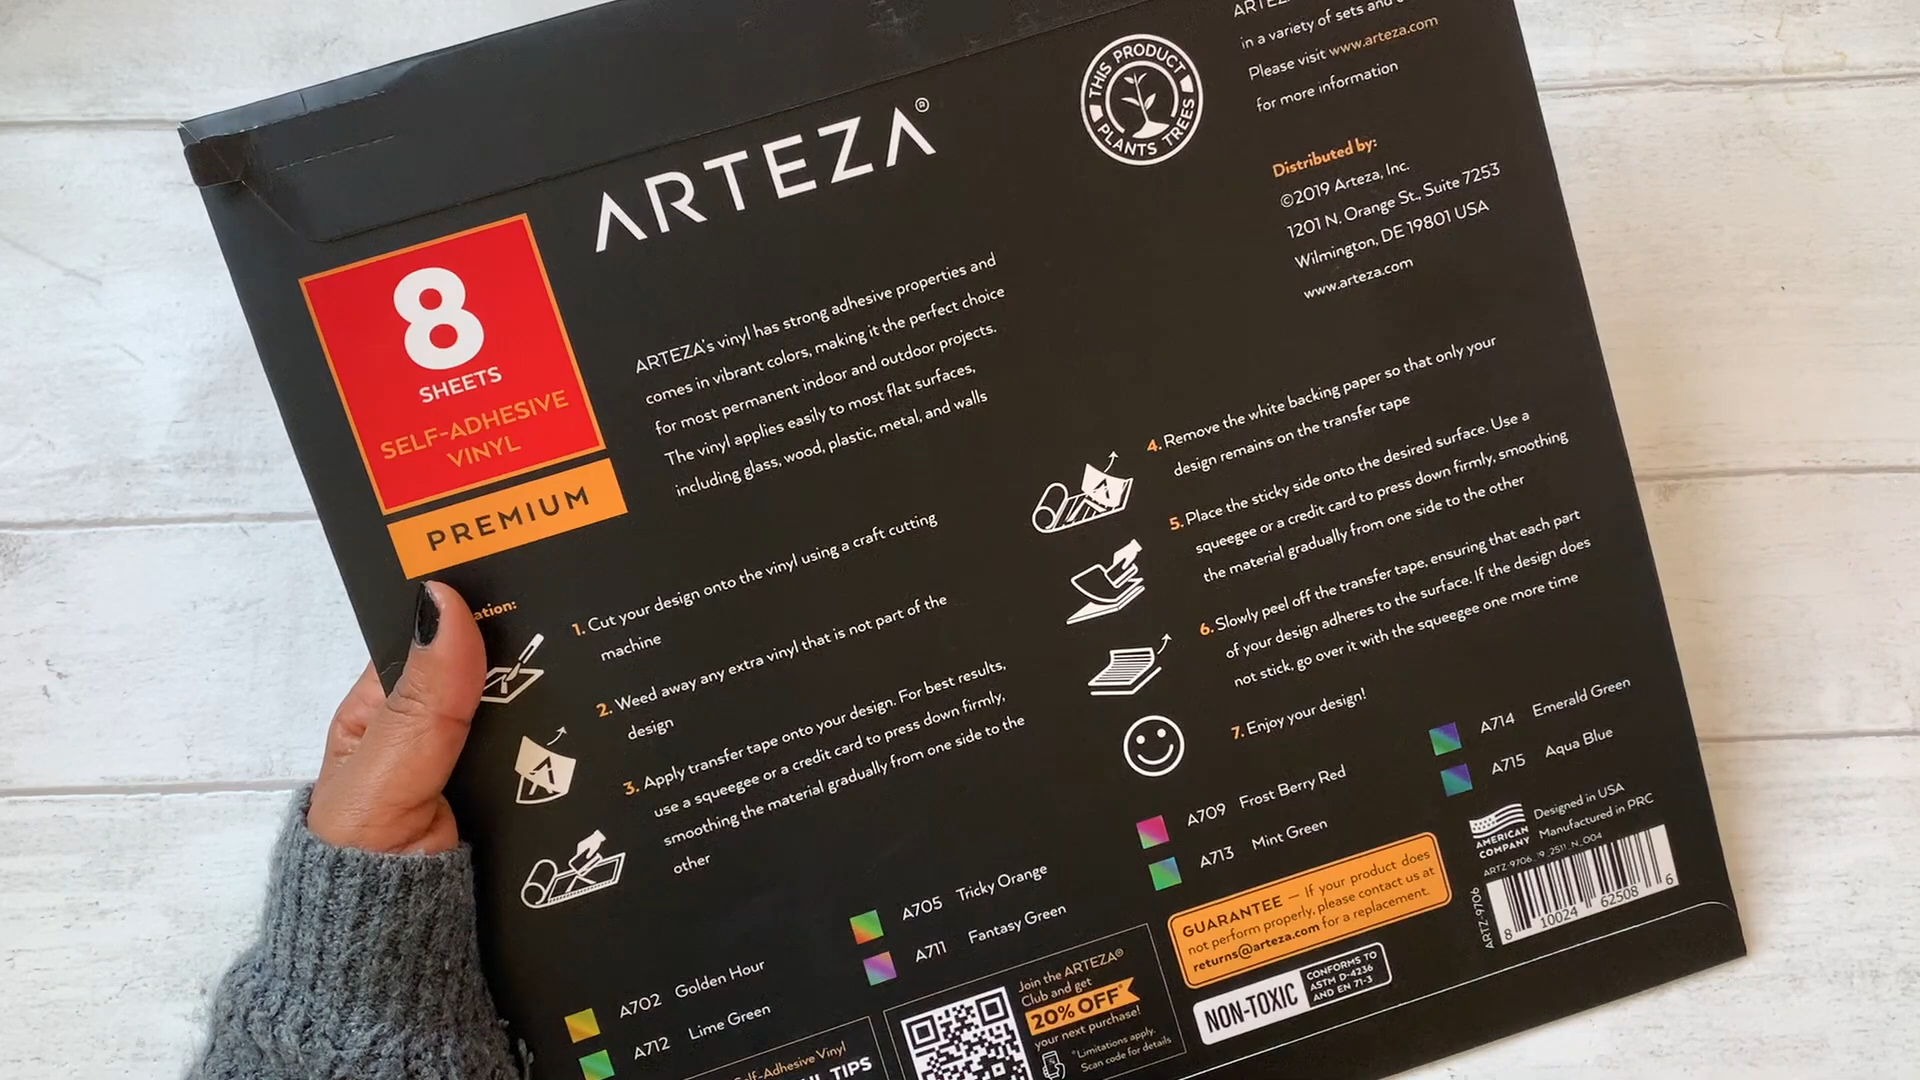 ARTEZA®
THIS PRODUCT
PLANTS TREES
in a variety of sets and
Please visit www.arteza.com
for more information
Distributed by:
©2019 Arteza, Inc.
1201 N. Orange St., Suite 7253
Wilmington, DE 19801 USA
www.arteza.com
8
SHEETS
SELF-ADHESIVE
VINYL
PREMIUM
ARTEZA's vinyl has strong adhesive properties and
comes in vibrant colors, making it the perfect choice
for most permanent indoor and outdoor projects.
The vinyl applies easily to most flat surfaces,
including glass, wood, plastic, metal, and walls
1. Cut your design onto the vinyl using a craft cutting
machine
2. Weed away any extra vinyl that is not part of the
design
3. Apply transfer tape onto your design. For best results,
use a squeegee or a credit card to press down firmly,
smoothing the material gradually from one side to the
other
4. Remove the white backing paper so that only your
design remains on the transfer tape
5. Place the sticky side onto the desired surface. Use a
squeegee or a credit card to press down firmly, smoothing
the material gradually from one side to the other
6. Slowly peel off the transfer tape, ensuring that each part
of your design adheres to the surface. If the design does
not stick, go over it with the squeegee one more time
7. Enjoy your design!
A702 Golden Hour
A712 Lime Green
A705 Tricky Orange
A711 Fantasy Green
A709 Frost Berry Red
A713 Mint Green
A714 Emerald Green
A715 Aqua Blue
Self-Adhesive Vinyl
TIPS
Join the ARTEZA®
Club and get
20% OFF*
your next purchase!
*Limitations apply.
Scan code for details
GUARANTEE — If your product does
not perform properly, please contact us at
returns@arteza.com for a replacement.
NON-TOXIC
CONFORMS TO
ASTM D-4236
AND EN 71-3
AMERICAN
COMPANY
Designed in USA
Manufactured in PRC
ARTZ-9706
8 10024 62508 6